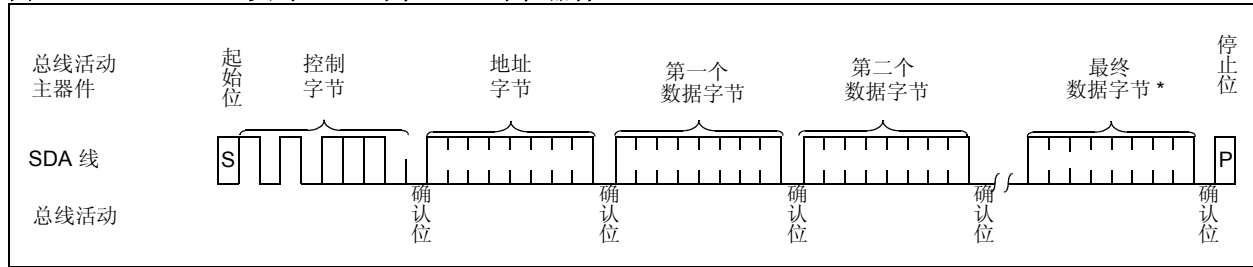 总线活动
主器件
起始位
控制
字节
地址
字节
第一个
数据字节
第二个
数据字节
最终
数据字节 *
停止位
SDA 线
S
P
总线活动
确认位
确认位
确认位
确认位
确认位